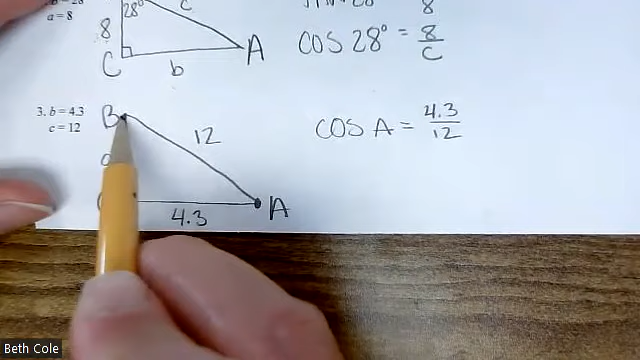 a = 8
28°
c
8
8
COS 28° = 8/C
C
b
A
3. b = 4.3
c = 12
B
12
COS A = 4.3/12
4.3
A
Beth Cole